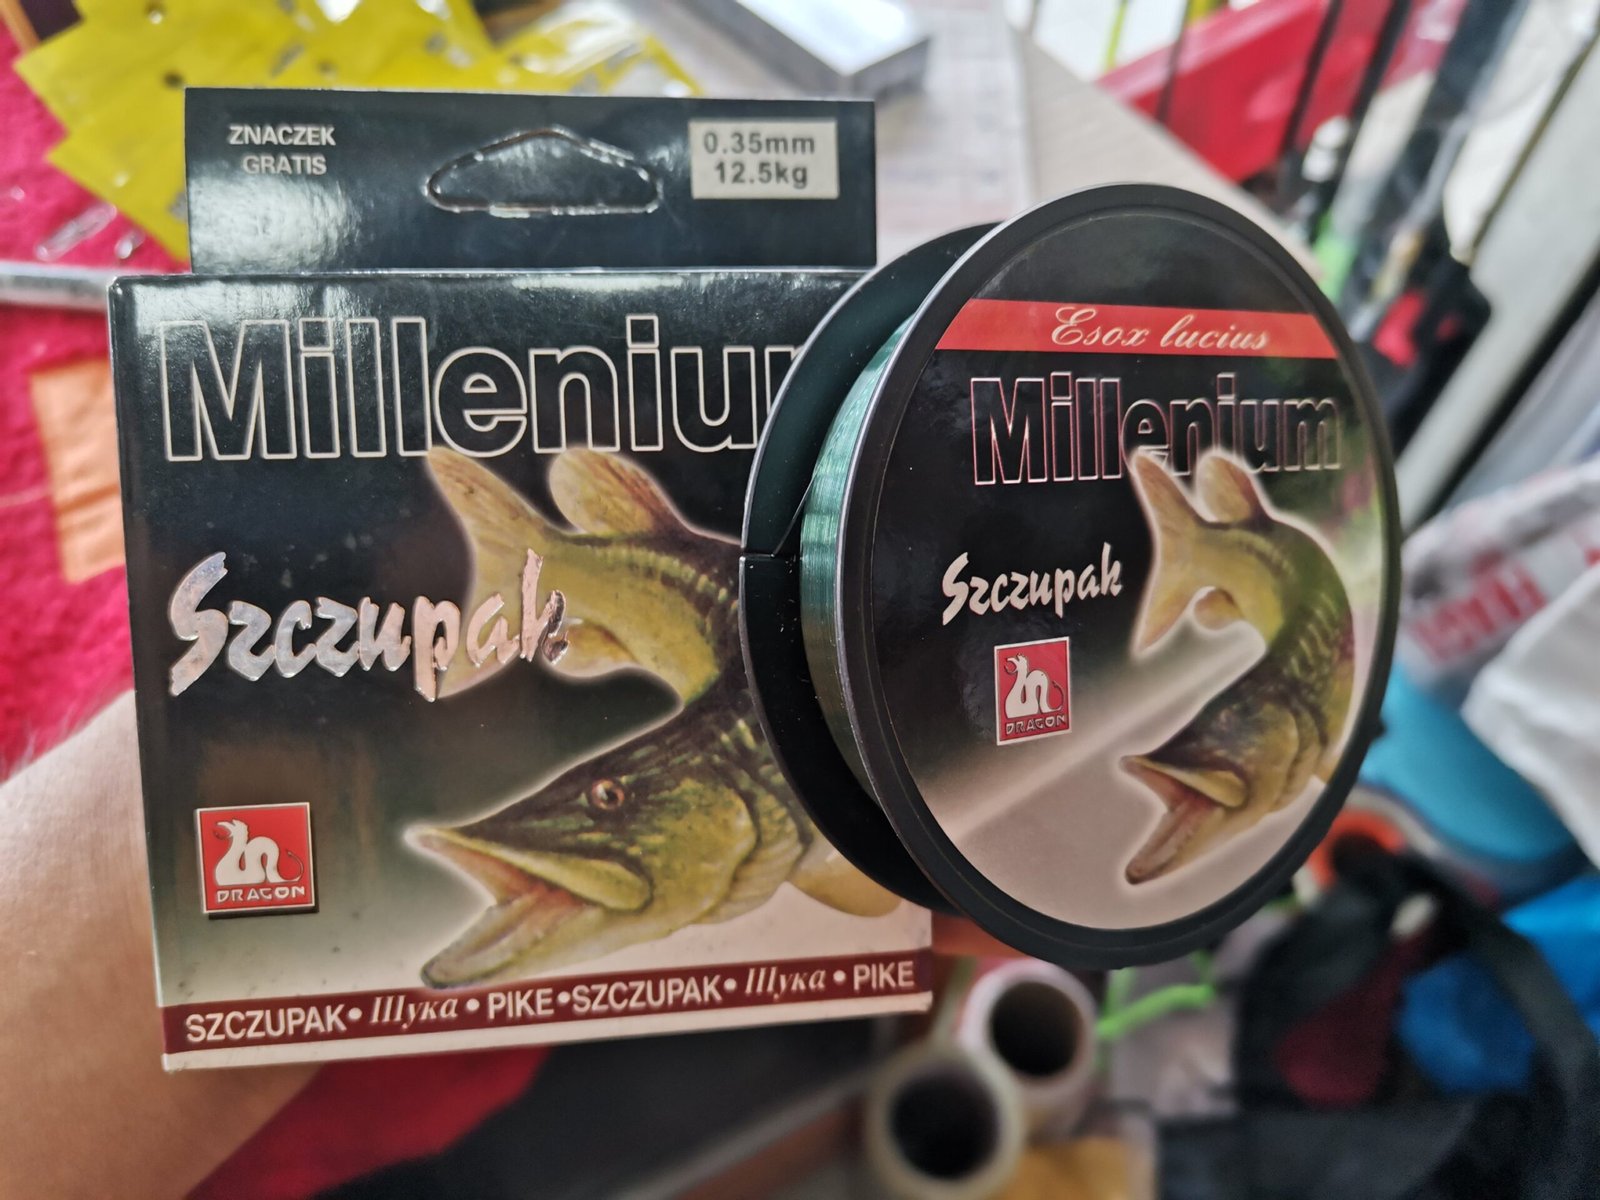 ZNACZEK
GRATIS
0.35mm
12.5kg
Milleniu
Szczupak
DRAGON
SZCZUPAK • Щука • PIKE • SZCZUPAK • Щука • PIKE
Esox lucius
Millenium
Szczupak
DRAGON